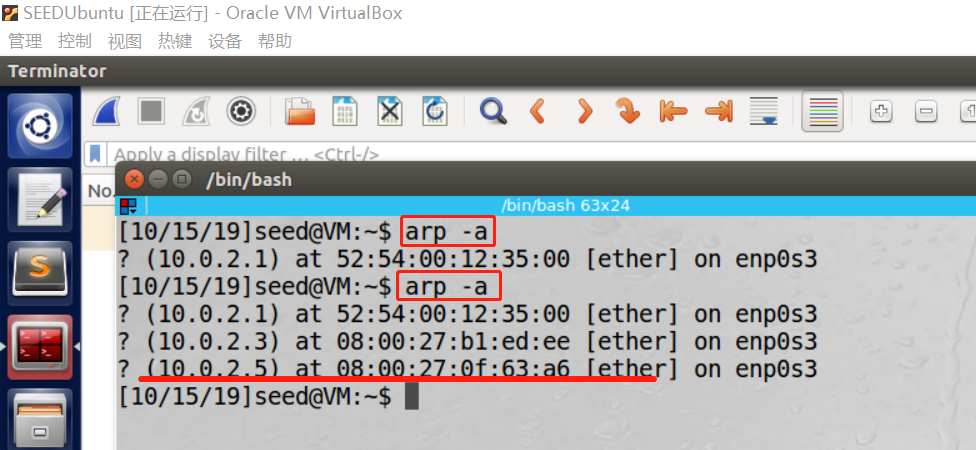 SEEDUbuntu [正在运行] - Oracle VM VirtualBox
管理 控制 视图 热键 设备 帮助
Terminator
Apply a display filter ... <Ctrl-/>
No.
/bin/bash
/bin/bash 63x24
[10/15/19]seed@VM:~$ arp -a
? (10.0.2.1) at 52:54:00:12:35:00 [ether] on enp0s3
[10/15/19]seed@VM:~$ arp -a
? (10.0.2.1) at 52:54:00:12:35:00 [ether] on enp0s3
? (10.0.2.3) at 08:00:27:b1:ed:ee [ether] on enp0s3
? (10.0.2.5) at 08:00:27:0f:63:a6 [ether] on enp0s3
[10/15/19]seed@VM:~$